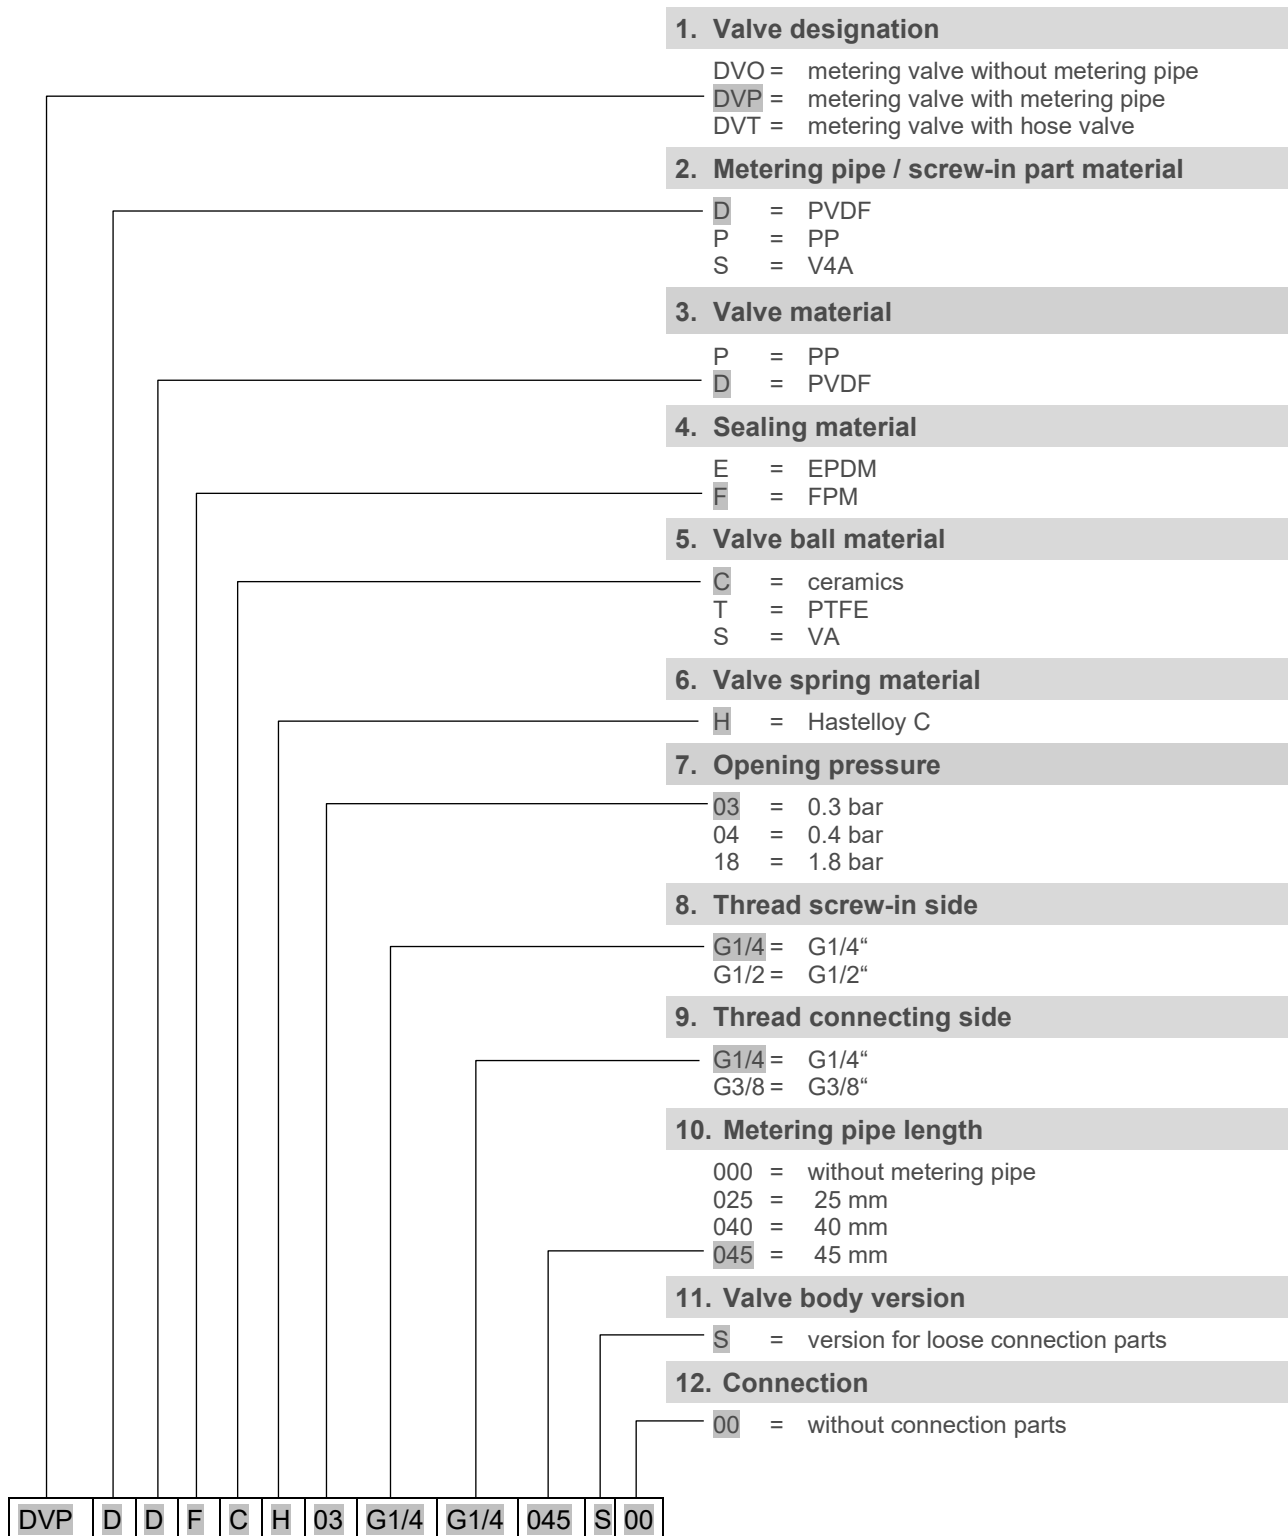 1. Valve designation
DVO = metering valve without metering pipe
DVP = metering valve with metering pipe
DVT = metering valve with hose valve
2. Metering pipe / screw-in part material
D = PVDF
P = PP
S = V4A
3. Valve material
P = PP
D = PVDF
4. Sealing material
E = EPDM
F = FPM
5. Valve ball material
C = ceramics
T = PTFE
S = VA
6. Valve spring material
H = Hastelloy C
7. Opening pressure
03 = 0.3 bar
04 = 0.4 bar
18 = 1.8 bar
8. Thread screw-in side
G1/4 = G1/4“
G1/2 = G1/2“
9. Thread connecting side
G1/4 = G1/4“
G3/8 = G3/8“
10. Metering pipe length
000 = without metering pipe
025 = 25 mm
040 = 40 mm
045 = 45 mm
11. Valve body version
S = version for loose connection parts
12. Connection
00 = without connection parts
DVP D D F C H 03 G1/4 G1/4 045 S 00